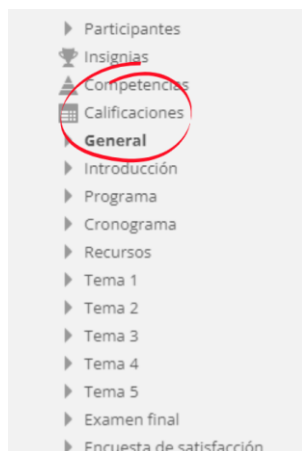 Participantes
Insignias
Competencias
Calificaciones
General
Introducción
Programa
Cronograma
Recursos
Tema 1
Tema 2
Tema 3
Tema 4
Tema 5
Examen final
Encuesta de satisfacción